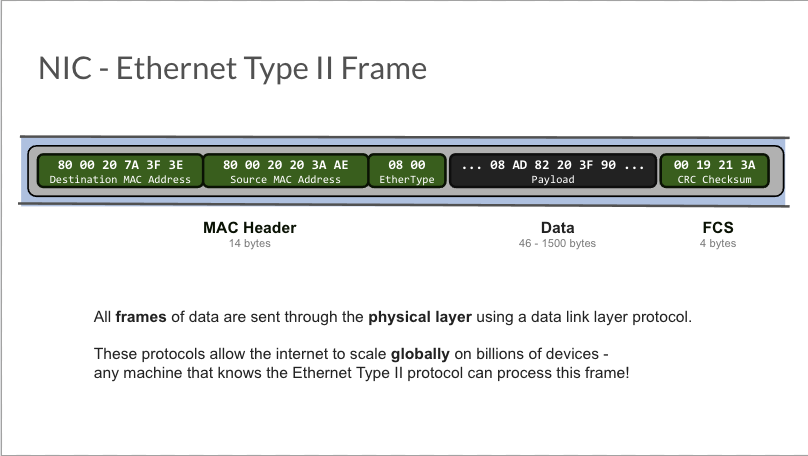 NIC - Ethernet Type II Frame
80 00 20 7A 3F 3E 80 00 20 20 3A AE 08 00 ... 08 AD 82 20 3F 90 ... 00 19 21 3A
Destination MAC Address Source MAC Address EtherType Payload CRC Checksum
MAC Header Data FCS
14 bytes 46 - 1500 bytes 4 bytes
All frames of data are sent through the physical layer using a data link layer protocol.
These protocols allow the internet to scale globally on billions of devices -
any machine that knows the Ethernet Type II protocol can process this frame!